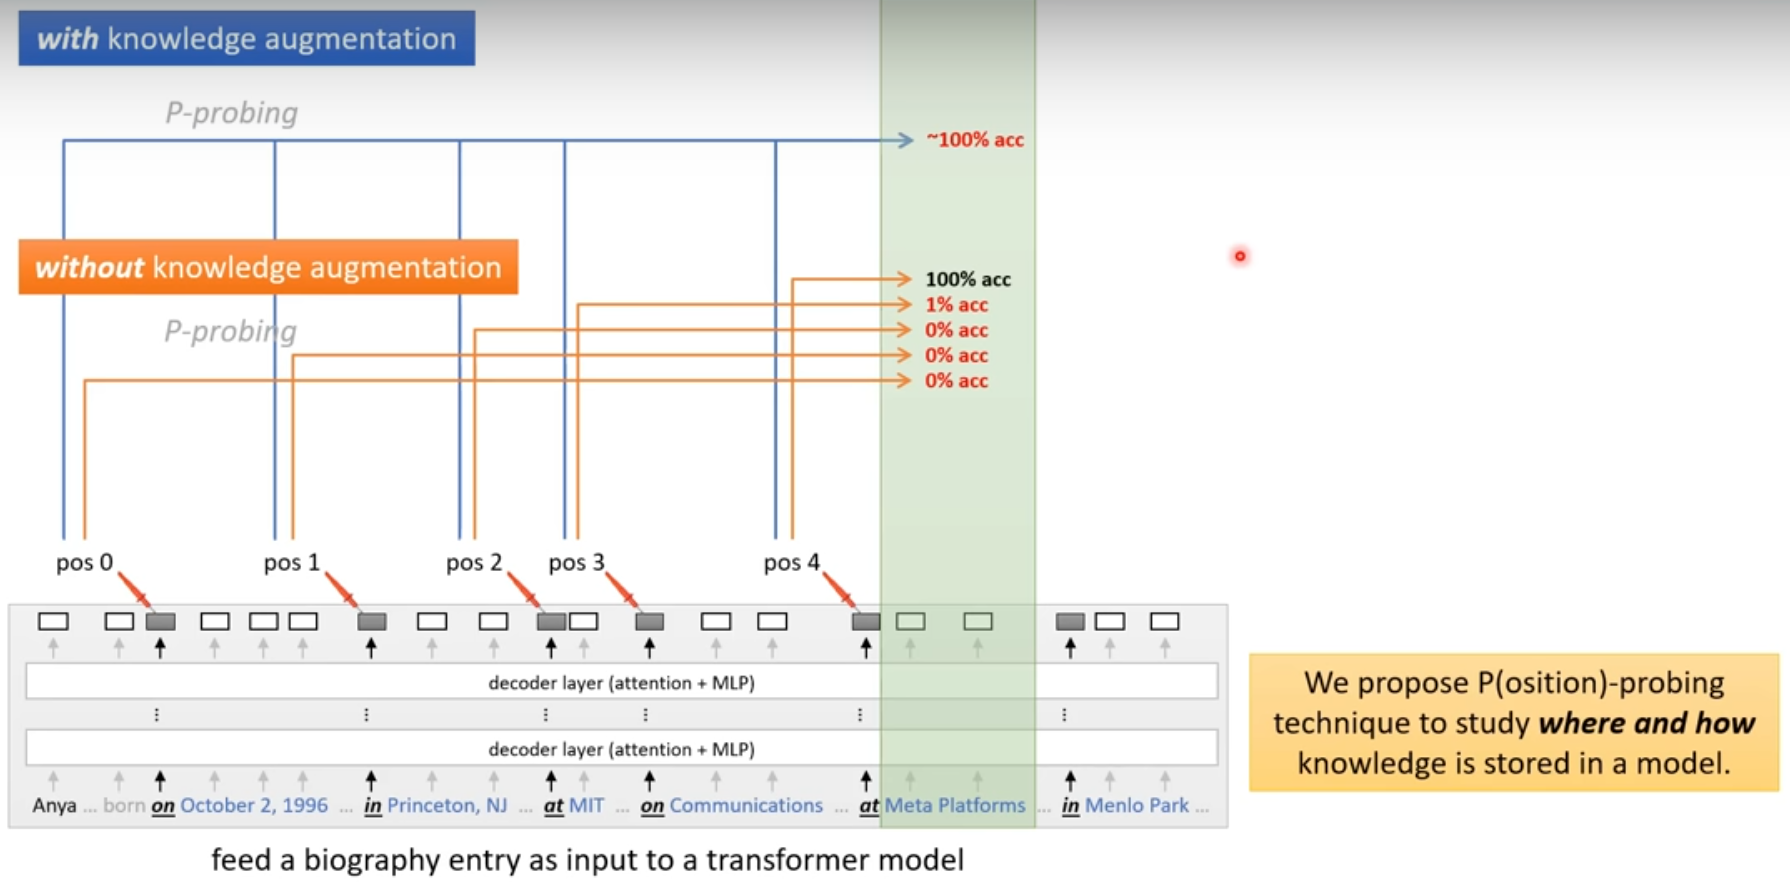 with knowledge augmentation
P-probing
~100% acc
without knowledge augmentation
100% acc
1% acc
P-probing
0% acc
0% acc
0% acc
pos 0
pos 1
pos 2
pos 3
pos 4
decoder layer (attention + MLP)
decoder layer (attention + MLP)
Anya ... born on October 2, 1996 ... in Princeton, NJ ... at MIT ... on Communications ... at Meta Platforms ... in Menlo Park ...
feed a biography entry as input to a transformer model
We propose P(osition)-probing
technique to study where and how
knowledge is stored in a model.